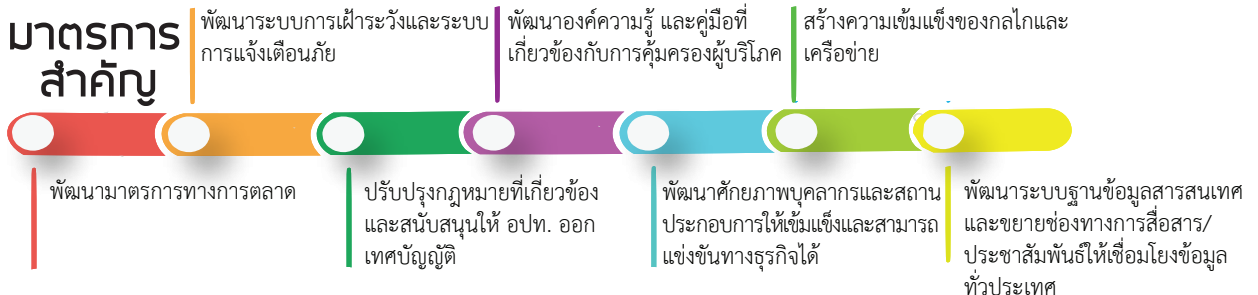 มาตรการ
สำคัญ
พัฒนาระบบการเฝ้าระวังและระบบ
การแจ้งเตือนภัย
พัฒนาองค์ความรู้ และคู่มือที่
เกี่ยวข้องกับการคุ้มครองผู้บริโภค
สร้างความเข้มแข็งของกลไกและ
เครือข่าย
พัฒนามาตรการทางการตลาด
ปรับปรุงกฎหมายที่เกี่ยวข้อง
และสนับสนุนให้ อปท. ออก
เทศบัญญัติ
พัฒนาศักยภาพบุคลากรและสถาน
ประกอบการให้เข้มแข็งและสามารถ
แข่งขันทางธุรกิจได้
พัฒนาระบบฐานข้อมูลสารสนเทศ
และขยายช่องทางการสื่อสาร/
ประชาสัมพันธ์ให้เชื่อมโยงข้อมูล
ทั่วประเทศ